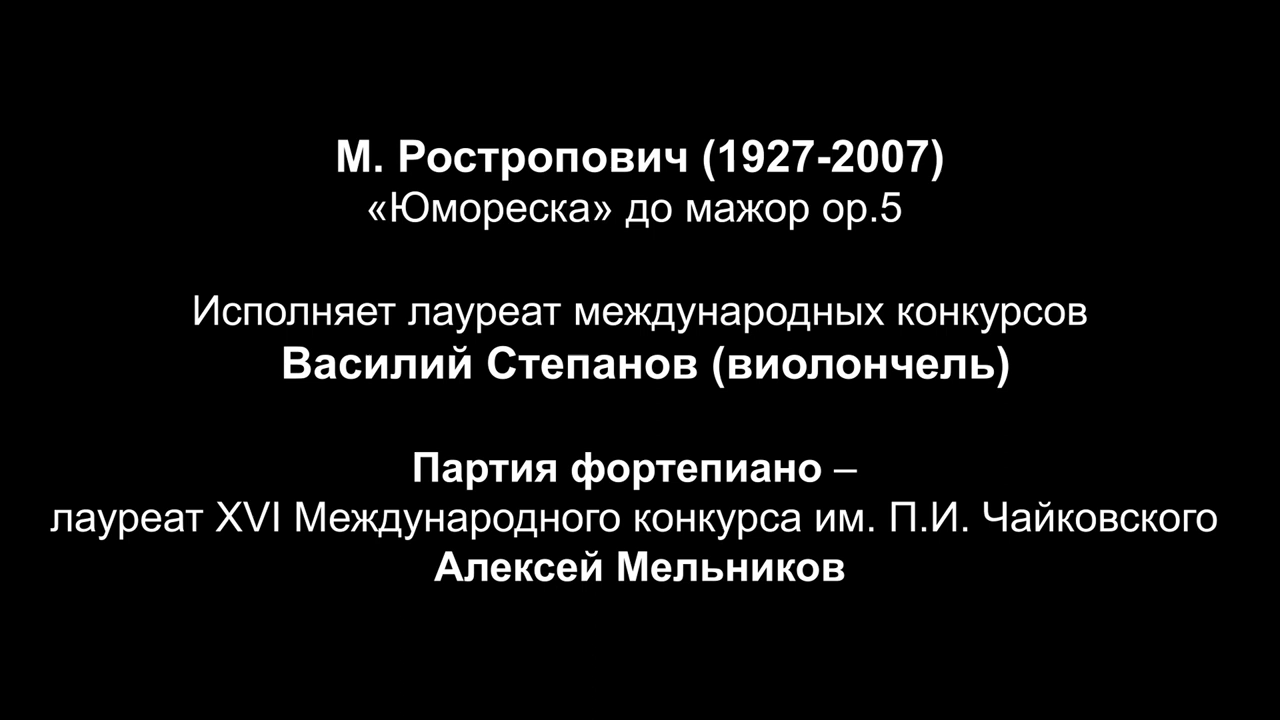 М. Ростропович (1927-2007)
«Юмореска» до мажор ор.5
Исполняет лауреат международных конкурсов
Василий Степанов (виолончель)
Партия фортепиано –
лауреат XVI Международного конкурса им. П.И. Чайковского
Алексей Мельников